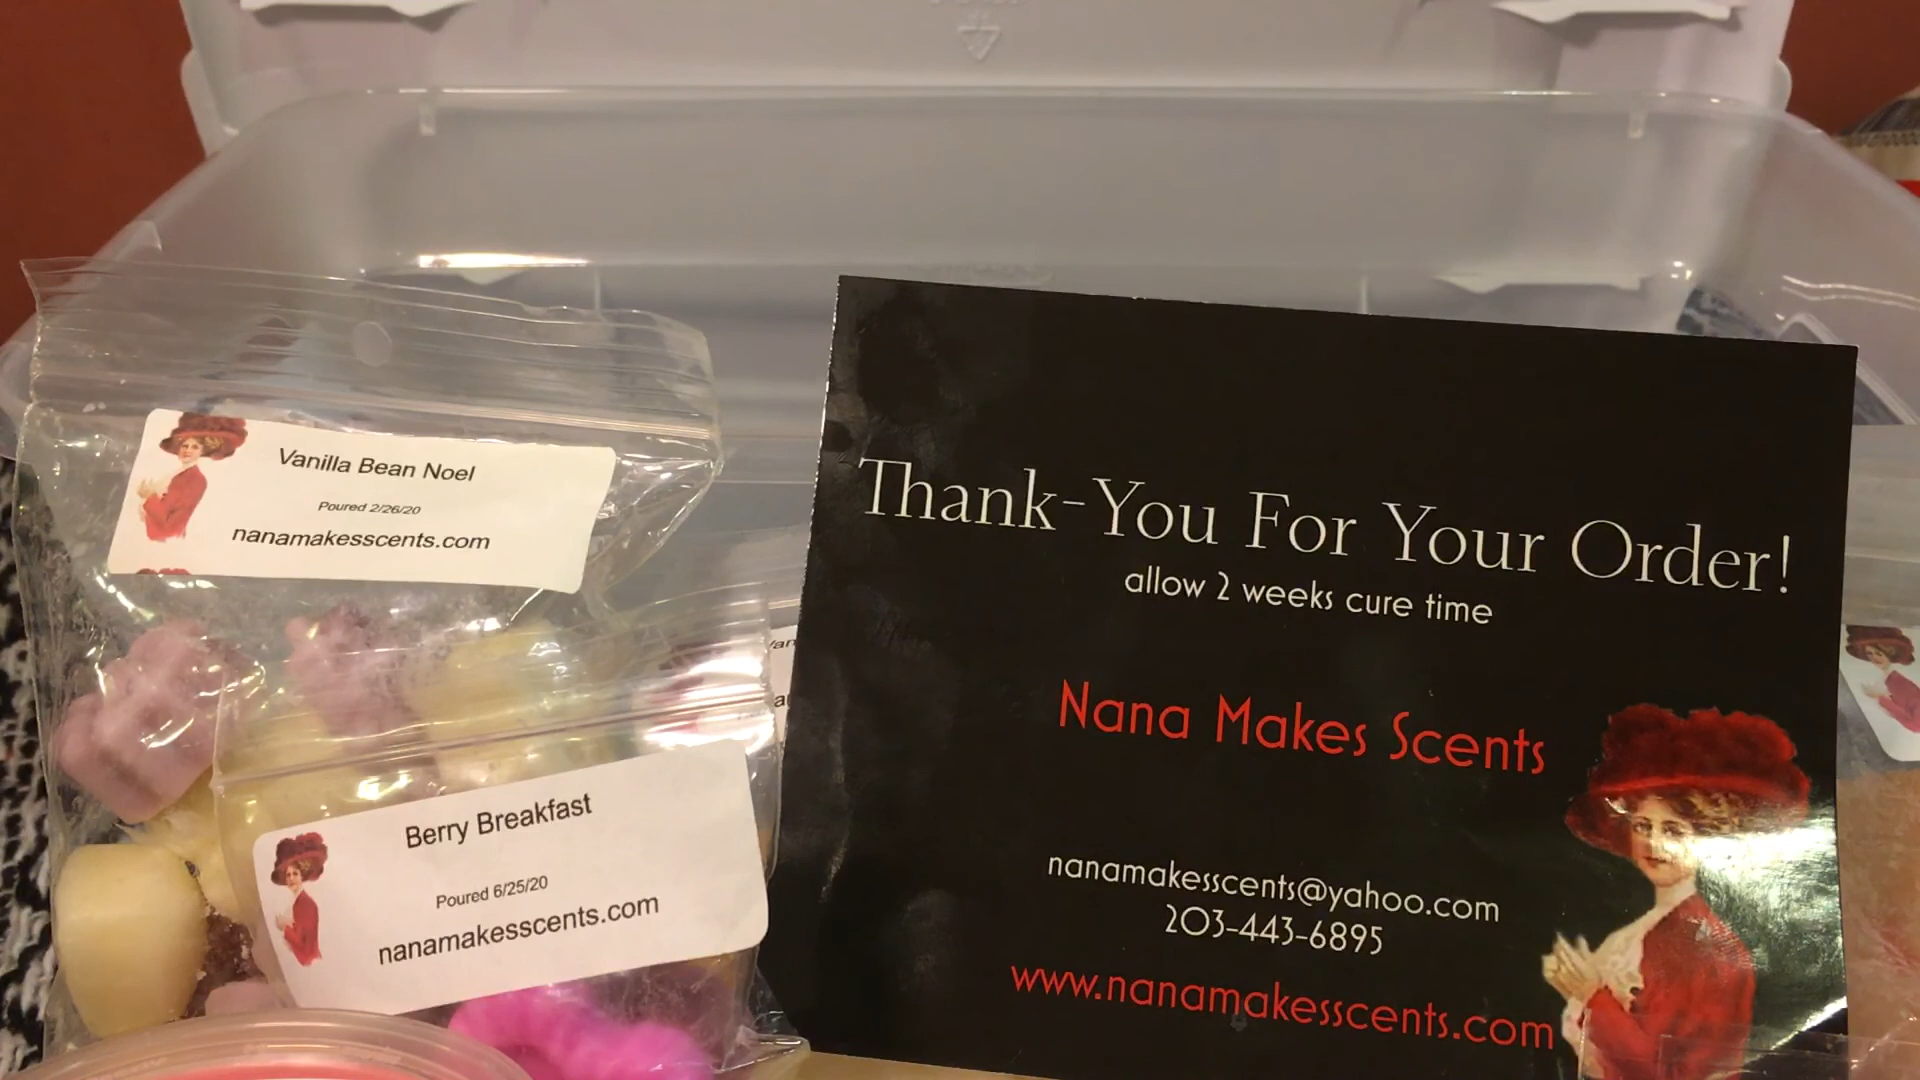 Vanilla Bean Noel
Poured 2/26/20
nanamakesscents.com
Berry Breakfast
Poured 6/25/20
nanamakesscents.com
Thank-You For Your Order!
allow 2 weeks cure time
Nana Makes Scents
nanamakesscents@yahoo.com
203-443-6895
www.nanamakesscents.com